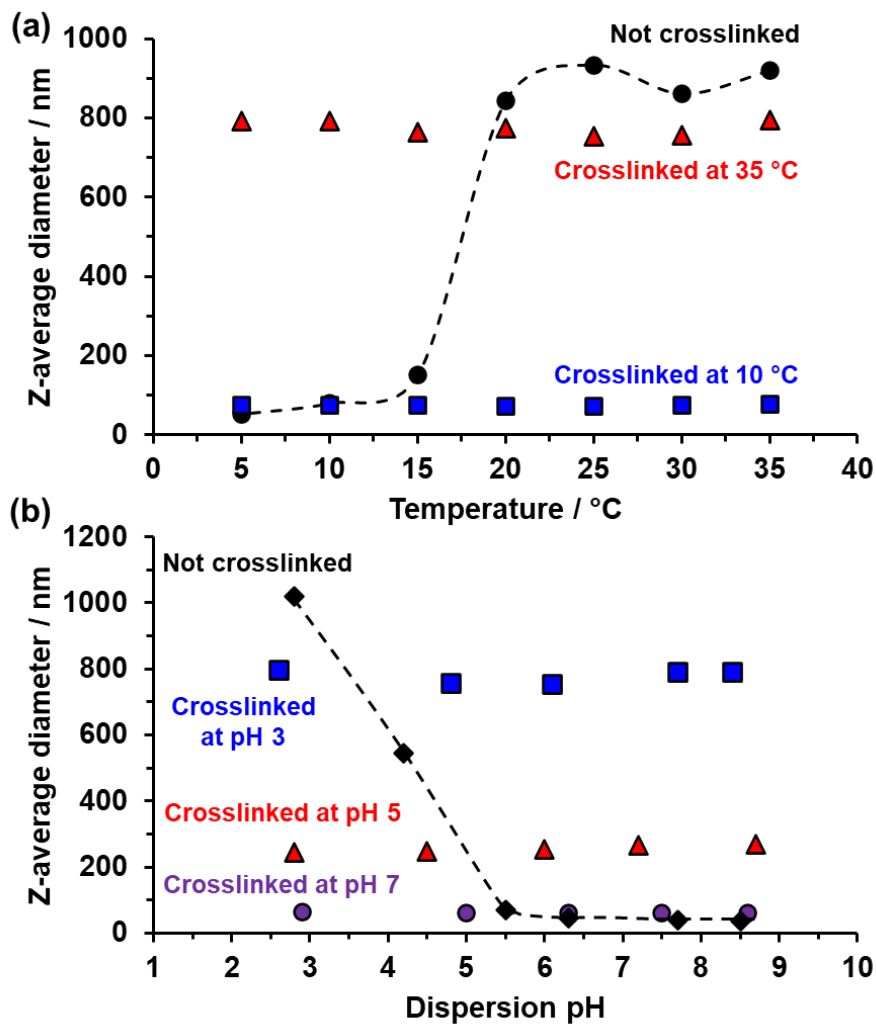 (a)
1000
800
600
400
200
0
Z-average diameter / nm
Not crosslinked
Crosslinked at 35 °C
Crosslinked at 10 °C
0 5 10 15 20 25 30 35 40
Temperature / °C
(b)
1200
1000
800
600
400
200
0
Z-average diameter / nm
Not crosslinked
Crosslinked
at pH 3
Crosslinked at pH 5
Crosslinked at pH 7
1 2 3 4 5 6 7 8 9 10
Dispersion pH